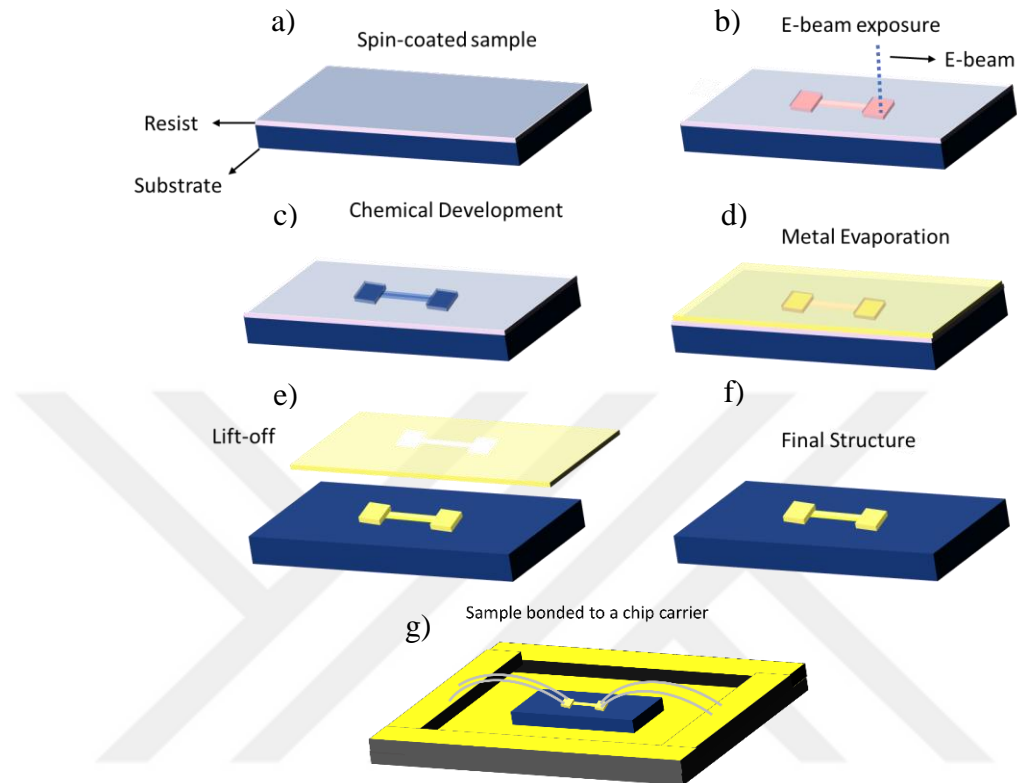 a)
Spin-coated sample
Resist
Substrate
b)
E-beam exposure
E-beam
c)
Chemical Development
d)
Metal Evaporation
e)
Lift-off
f)
Final Structure
g)
Sample bonded to a chip carrier